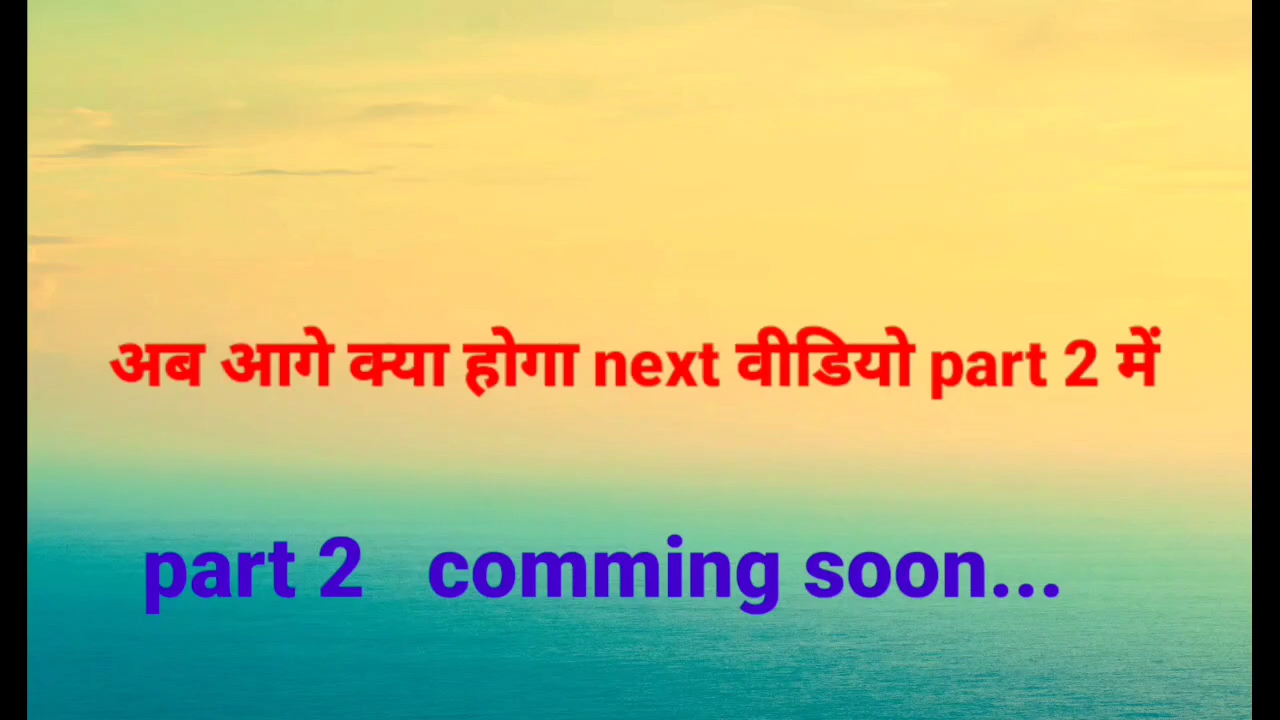 अब आगे क्या होगा next वीडियो part 2 में
part 2 comming soon...